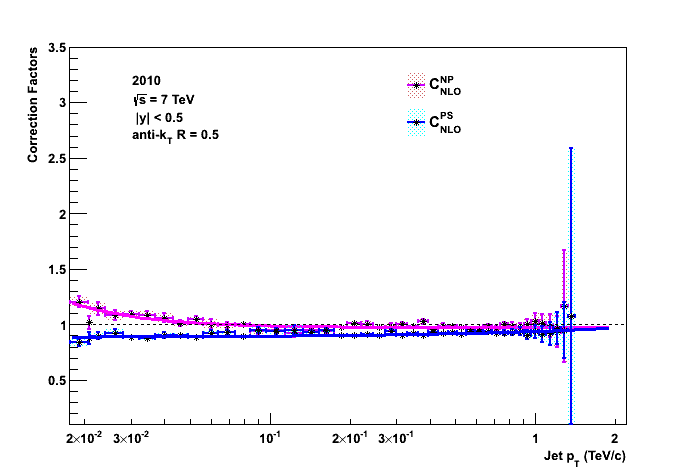 3.5
3
2.5
2
1.5
1
0.5
Correction Factors
2010
√s = 7 TeV
|y| < 0.5
anti-k_T R = 0.5
C_NLO^NP
C_NLO^PS
2×10^-2 3×10^-2 10^-1 2×10^-1 3×10^-1 1 2
Jet p_T (TeV/c)